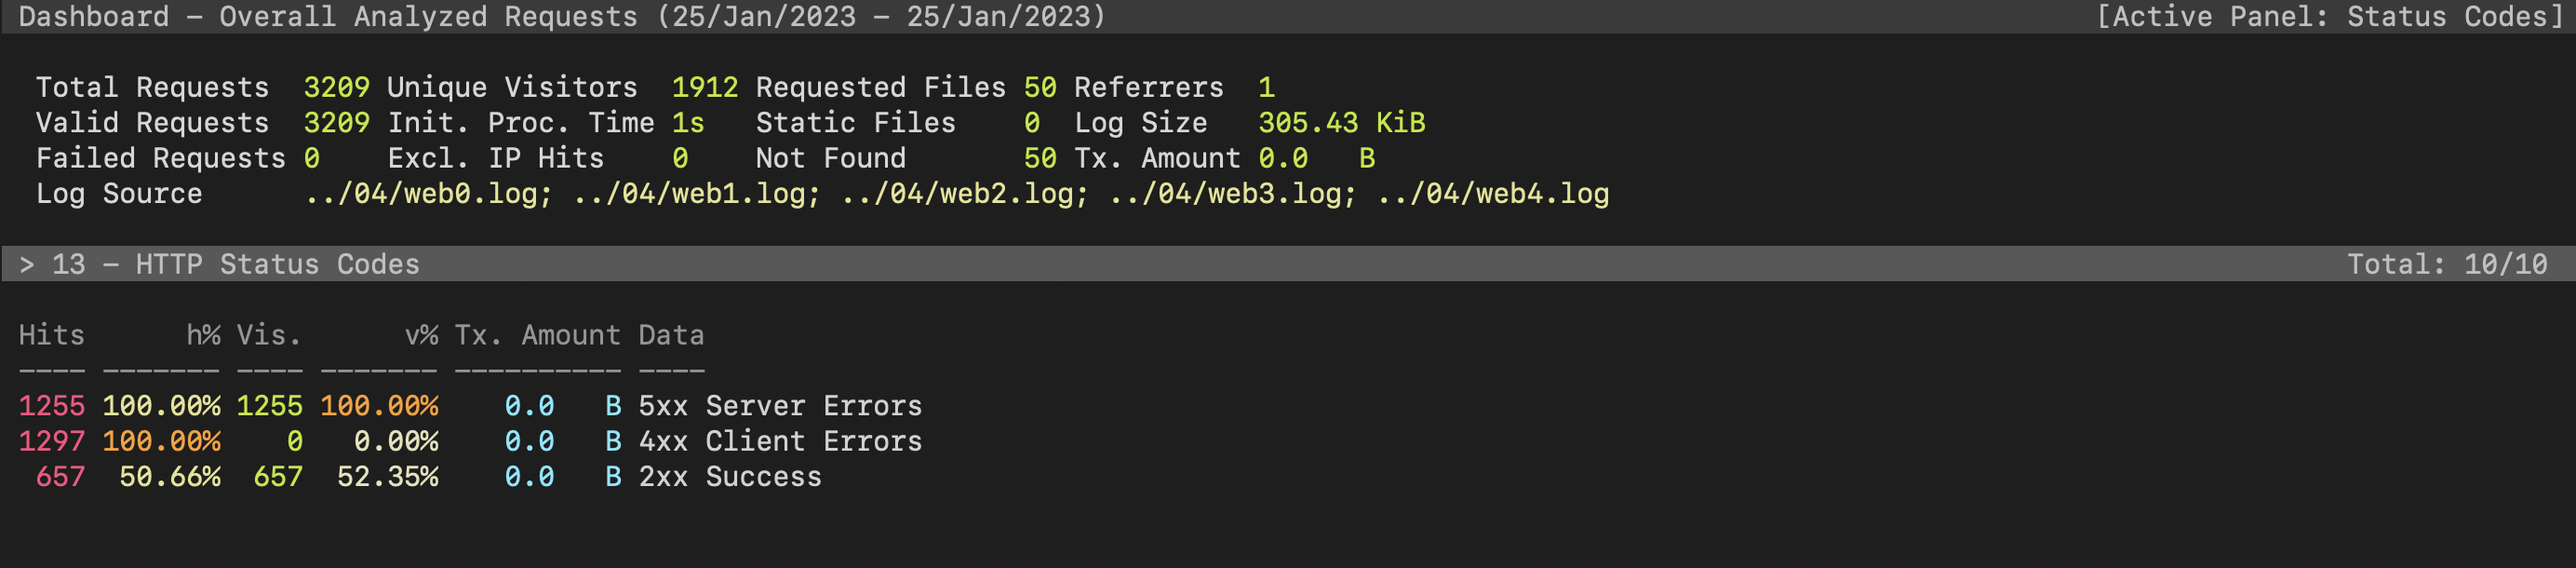 Dashboard – Overall Analyzed Requests (25/Jan/2023 – 25/Jan/2023) [Active Panel: Status Codes]
Total Requests 3209 Unique Visitors 1912 Requested Files 50 Referrers 1
Valid Requests 3209 Init. Proc. Time 1s Static Files 0 Log Size 305.43 KiB
Failed Requests 0 Excl. IP Hits 0 Not Found 50 Tx. Amount 0.0 B
Log Source ../04/web0.log; ../04/web1.log; ../04/web2.log; ../04/web3.log; ../04/web4.log
> 13 – HTTP Status Codes Total: 10/10
Hits h% Vis. v% Tx. Amount Data
---- ------- ---- ------- ---------- ----
1255 100.00% 1255 100.00% 0.0 B 5xx Server Errors
1297 100.00% 0 0.00% 0.0 B 4xx Client Errors
657 50.66% 657 52.35% 0.0 B 2xx Success